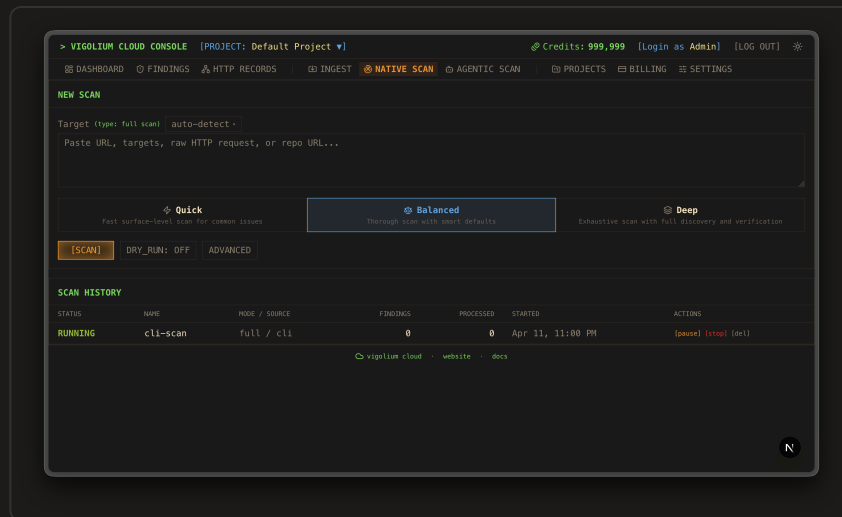 > VIGOLIUM CLOUD CONSOLE [PROJECT: Default Project ▼] Credits: 999,999 [Login as Admin] [LOG OUT]
DASHBOARD FINDINGS HTTP RECORDS INGEST NATIVE SCAN AGENTIC SCAN PROJECTS BILLING SETTINGS
NEW SCAN
Target (type: full scan) auto-detect
Paste URL, targets, raw HTTP request, or repo URL...
Quick Balanced Deep
Fast surface-level scan for common issues Thorough scan with smart defaults Exhaustive scan with full discovery and verification
[SCAN] DRY_RUN: OFF ADVANCED
SCAN HISTORY
STATUS NAME MODE / SOURCE FINDINGS PROCESSED STARTED ACTIONS
RUNNING cli-scan full / cli 0 0 Apr 11, 11:00 PM [pause] [stop] [del]
vigolium cloud · website · docs
N